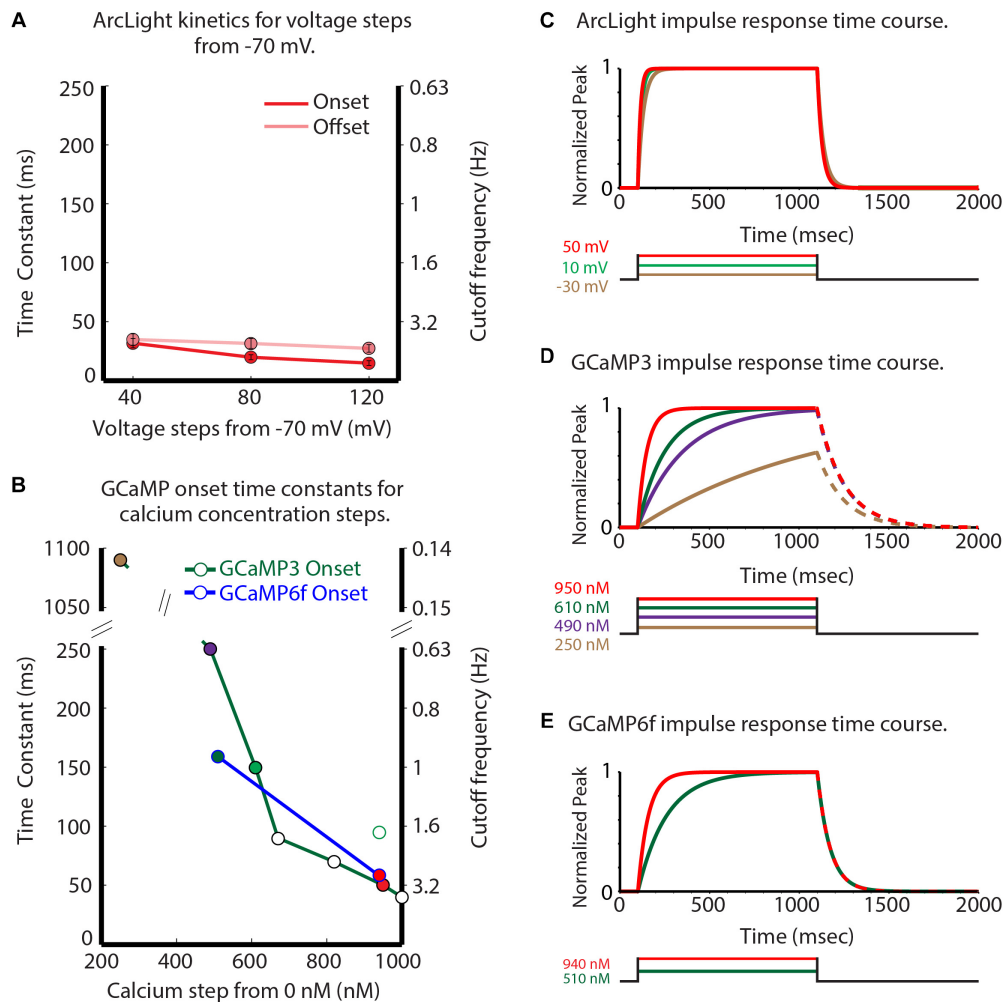 A
ArcLight kinetics for voltage steps
from -70 mV.
250
200
150
100
50
0
Time Constant (ms)
0.63
0.8
1
1.6
3.2
Cutoff frequency (Hz)
Onset
Offset
40
80
120
Voltage steps from -70 mV (mV)
B
GCaMP onset time constants for
calcium concentration steps.
1100
1050
250
200
150
100
50
0
Time Constant (ms)
0.14
0.15
0.63
0.8
1
1.6
3.2
Cutoff frequency (Hz)
GCaMP3 Onset
GCaMP6f Onset
200
400
600
800
1000
Calcium step from 0 nM (nM)
C
ArcLight impulse response time course.
Normalized Peak
1
0
0
500
1000
1500
2000
Time (msec)
50 mV
10 mV
-30 mV
D
GCaMP3 impulse response time course.
Normalized Peak
1
0
0
500
1000
1500
2000
Time (msec)
950 nM
610 nM
490 nM
250 nM
E
GCaMP6f impulse response time course.
Normalized Peak
1
0
0
500
1000
1500
2000
Time (msec)
940 nM
510 nM